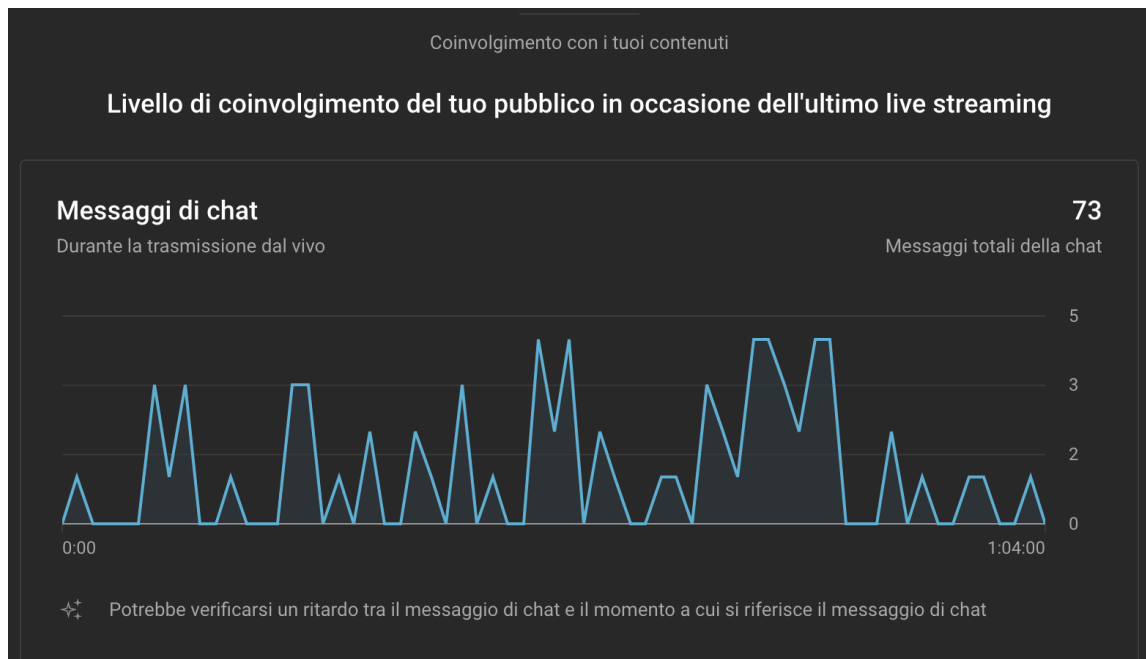 Coinvolgimento con i tuoi contenuti
Livello di coinvolgimento del tuo pubblico in occasione dell'ultimo live streaming
Messaggi di chat
73
Durante la trasmissione dal vivo
Messaggi totali della chat
5
3
2
0
0:00
1:04:00
Potrebbe verificarsi un ritardo tra il messaggio di chat e il momento a cui si riferisce il messaggio di chat